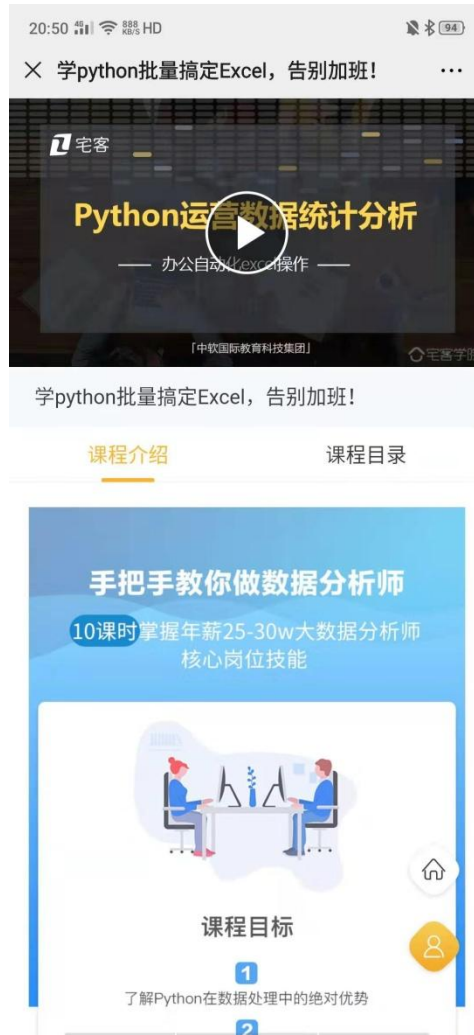 20:50 4G 888 KB/S HD 94
学python批量搞定Excel，告别加班！ ...
宅客
Python运营数据统计分析
办公自动化excel操作
「中软国际教育科技集团」
宅客学院
学python批量搞定Excel，告别加班！
课程介绍 课程目录
手把手教你做数据分析师
10课时掌握年薪25-30w大数据分析师
核心岗位技能
课程目标
1
了解Python在数据处理中的绝对优势
2